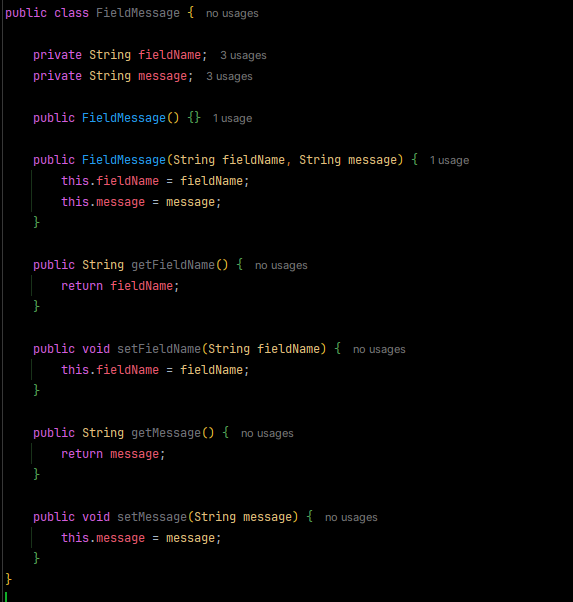 public class FieldMessage { no usages
private String fieldName; 3 usages
private String message; 3 usages
public FieldMessage() {} 1 usage
public FieldMessage(String fieldName, String message) { 1 usage
this.fieldName = fieldName;
this.message = message;
}
public String getFieldName() { no usages
return fieldName;
}
public void setFieldName(String fieldName) { no usages
this.fieldName = fieldName;
}
public String getMessage() { no usages
return message;
}
public void setMessage(String message) { no usages
this.message = message;
}
}